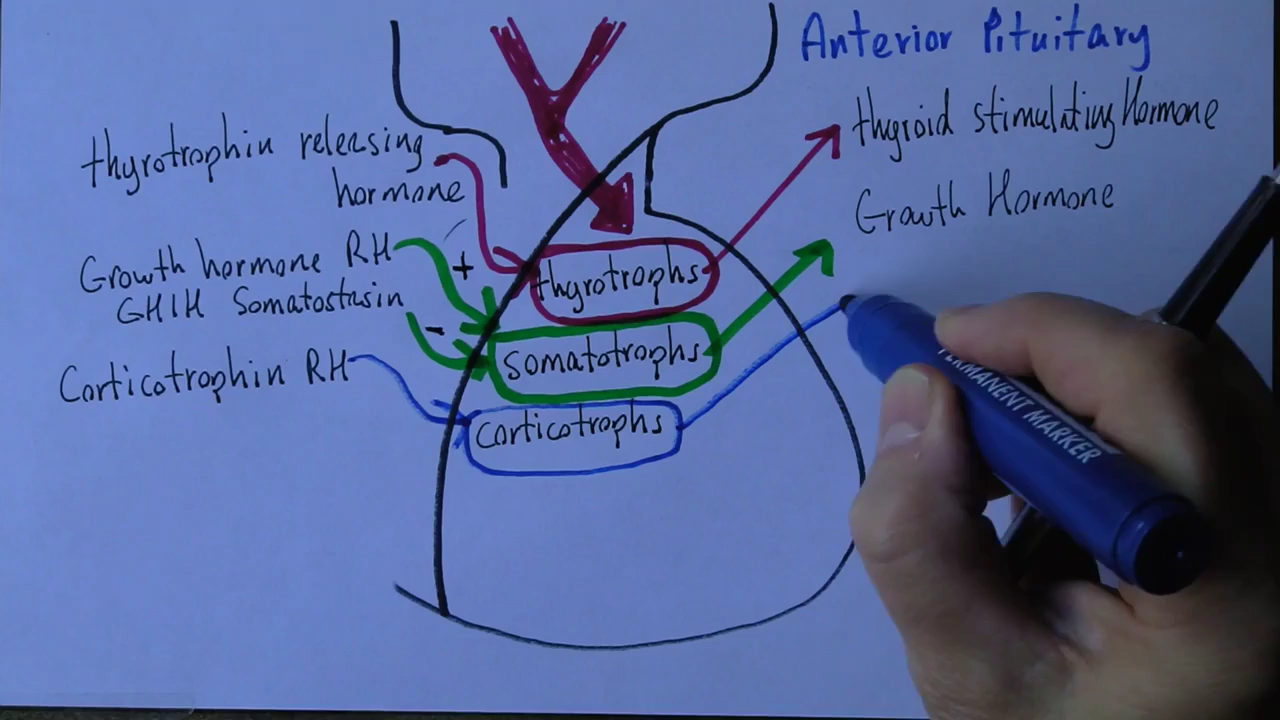 Anterior Pituitary
thyrotrophin releasing
hormone
thyroid stimulating Hormone
Growth Hormone
Growth hormone RH
+
GHIH Somatostasin
-
Corticotrophin RH
thyrotrophs
somatotrophs
corticotrophs
PERMANENT MARKER